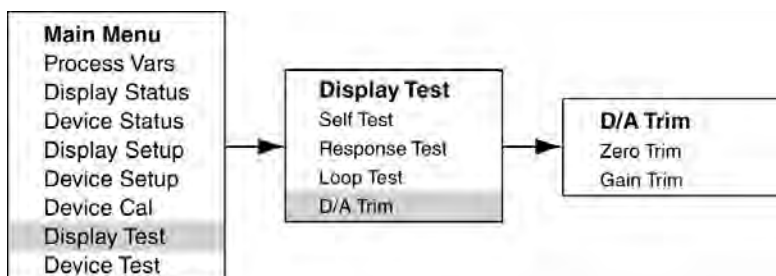 Main Menu
Process Vars
Display Status
Device Status
Display Setup
Device Setup
Device Cal
Display Test
Device Test
Display Test
Self Test
Response Test
Loop Test
D/A Trim
D/A Trim
Zero Trim
Gain Trim